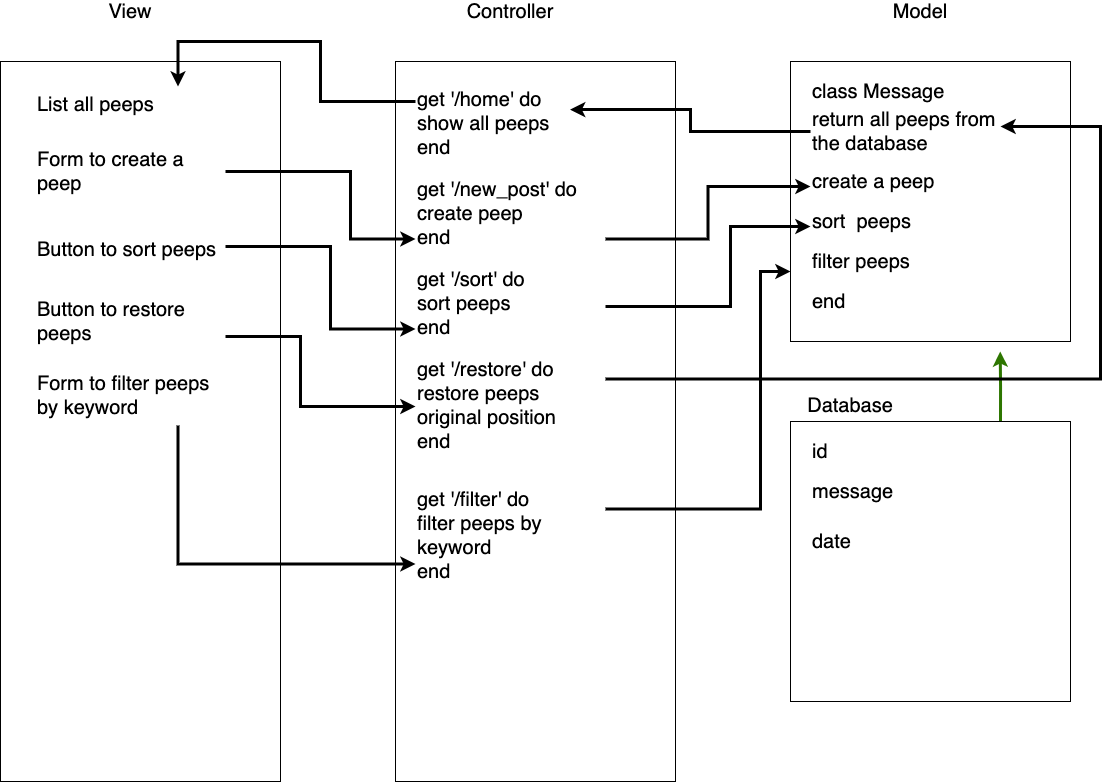 View
Controller
Model
List all peeps
Form to create a
peep
Button to sort peeps
Button to restore
peeps
Form to filter peeps
by keyword
get '/home' do
show all peeps
end
get '/new_post' do
create peep
end
get '/sort' do
sort peeps
end
get '/restore' do
restore peeps
original position
end
get '/filter' do
filter peeps by
keyword
end
class Message
return all peeps from
the database
create a peep
sort  peeps
filter peeps
end
Database
id
message
date